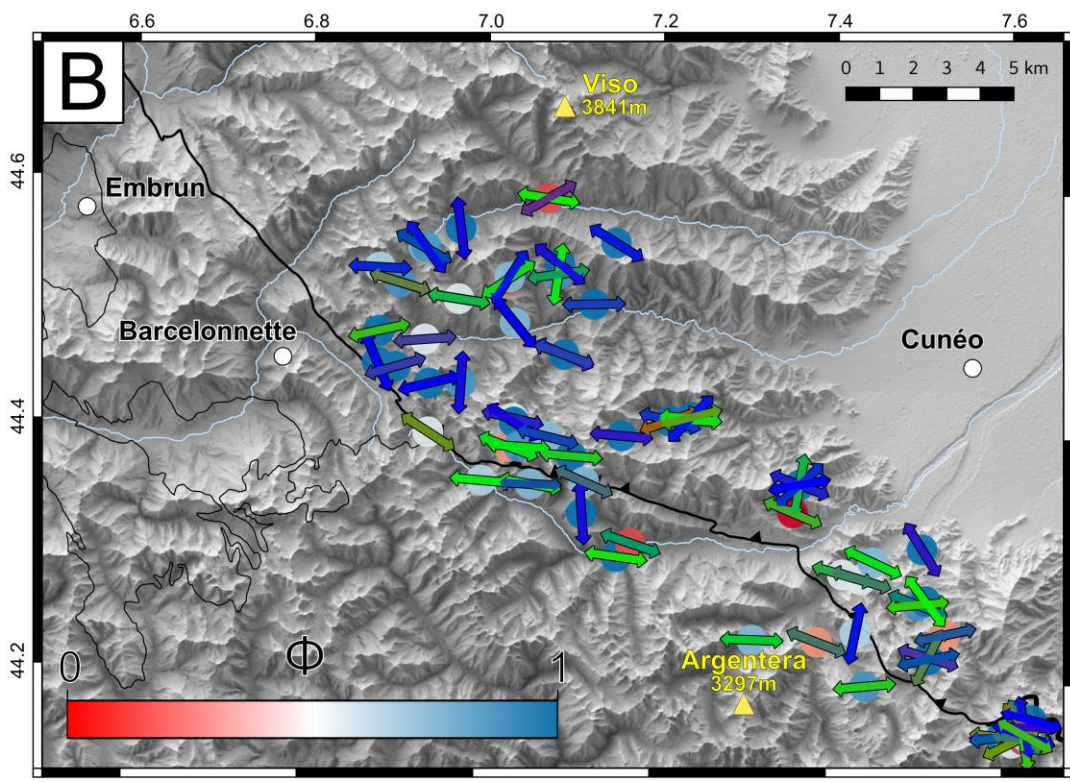 6.6 6.8 7.0 7.2 7.4 7.6
B
0 1 2 3 4 5 km
Viso
3841m
44.6
Embrun
Barcelonnette
Cunéo
44.4
44.2
Φ
0 1
Argentera
3297m